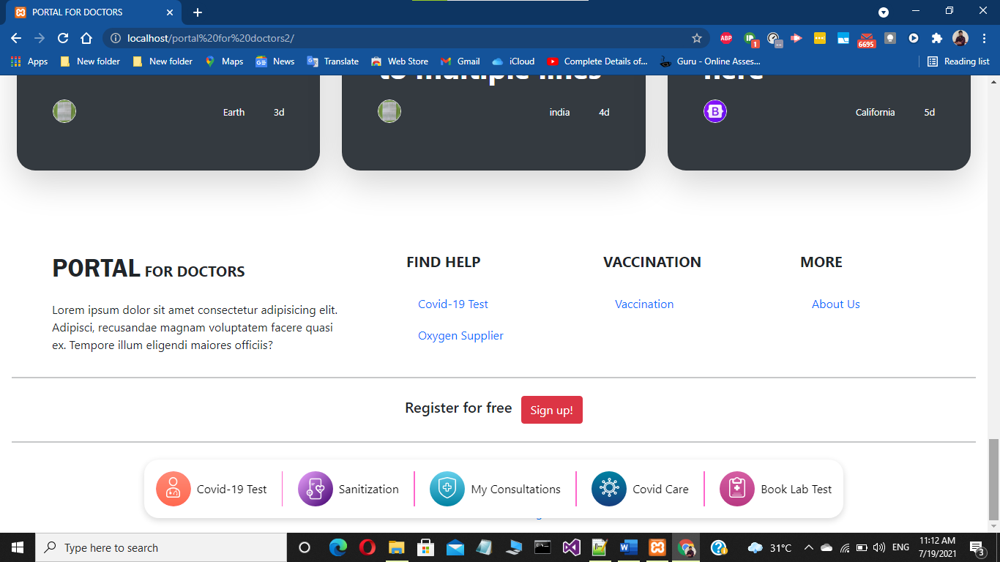 PORTAL FOR DOCTORS
localhost/portal%20for%20doctors2/
ABP
1
6695
Apps New folder New folder Maps News Translate Web Store Gmail iCloud Complete Details of... Guru - Online Asses... Reading list
to multiple lines
here
Earth 3d
india 4d
B California 5d
PORTAL FOR DOCTORS
Lorem ipsum dolor sit amet consectetur adipisicing elit.
Adipisci, recusandae magnam voluptatem facere quasi
ex. Tempore illum eligendi maiores officiis?
FIND HELP
Covid-19 Test
Oxygen Supplier
VACCINATION
Vaccination
MORE
About Us
Register for free Sign up!
Covid-19 Test Sanitization My Consultations Covid Care Book Lab Test
Type here to search
31°C ENG
11:12 AM
7/19/2021
3